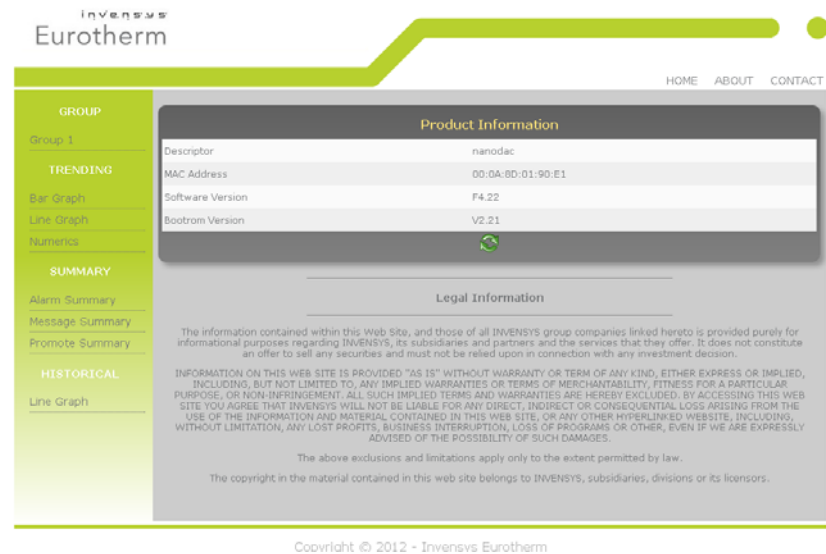 invensys
Eurotherm
HOME ABOUT CONTACT
GROUP
Group 1
TRENDING
Bar Graph
Line Graph
Numerics
SUMMARY
Alarm Summary
Message Summary
Promote Summary
HISTORICAL
Line Graph
Product Information
Descriptor nanodac
MAC Address 00:0A:8D:01:90:E1
Software Version F4.22
Bootrom Version V2.21
Legal Information
The information contained within this Web Site, and those of all INVENSYS group companies linked hereto is provided purely for
informational purposes regarding INVENSYS, its subsidiaries and partners and the services that they offer. It does not constitute
an offer to sell any securities and must not be relied upon in connection with any investment decision.
INFORMATION ON THIS WEB SITE IS PROVIDED "AS IS" WITHOUT WARRANTY OR TERM OF ANY KIND, EITHER EXPRESS OR IMPLIED,
INCLUDING, BUT NOT LIMITED TO, ANY IMPLIED WARRANTIES OR TERMS OF MERCHANTABILITY, FITNESS FOR A PARTICULAR
PURPOSE, OR NON-INFRINGEMENT. ALL SUCH IMPLIED TERMS AND WARRANTIES ARE HEREBY EXCLUDED. BY ACCESSING THIS WEB
SITE YOU AGREE THAT INVENSYS WILL NOT BE LIABLE FOR ANY DIRECT, INDIRECT OR CONSEQUENTIAL LOSS ARISING FROM THE
USE OF THE INFORMATION AND MATERIAL CONTAINED IN THIS WEB SITE, OR ANY OTHER HYPERLINKED WEBSITE, INCLUDING,
WITHOUT LIMITATION, ANY LOST PROFITS, BUSINESS INTERRUPTION, LOSS OF PROGRAMS OR OTHER, EVEN IF WE ARE EXPRESSLY
ADVISED OF THE POSSIBILITY OF SUCH DAMAGES.
The above exclusions and limitations apply only to the extent permitted by law.
The copyright in the material contained in this web site belongs to INVENSYS, subsidiaries, divisions or its licensors.
Copyright © 2012 - Invensys Eurotherm